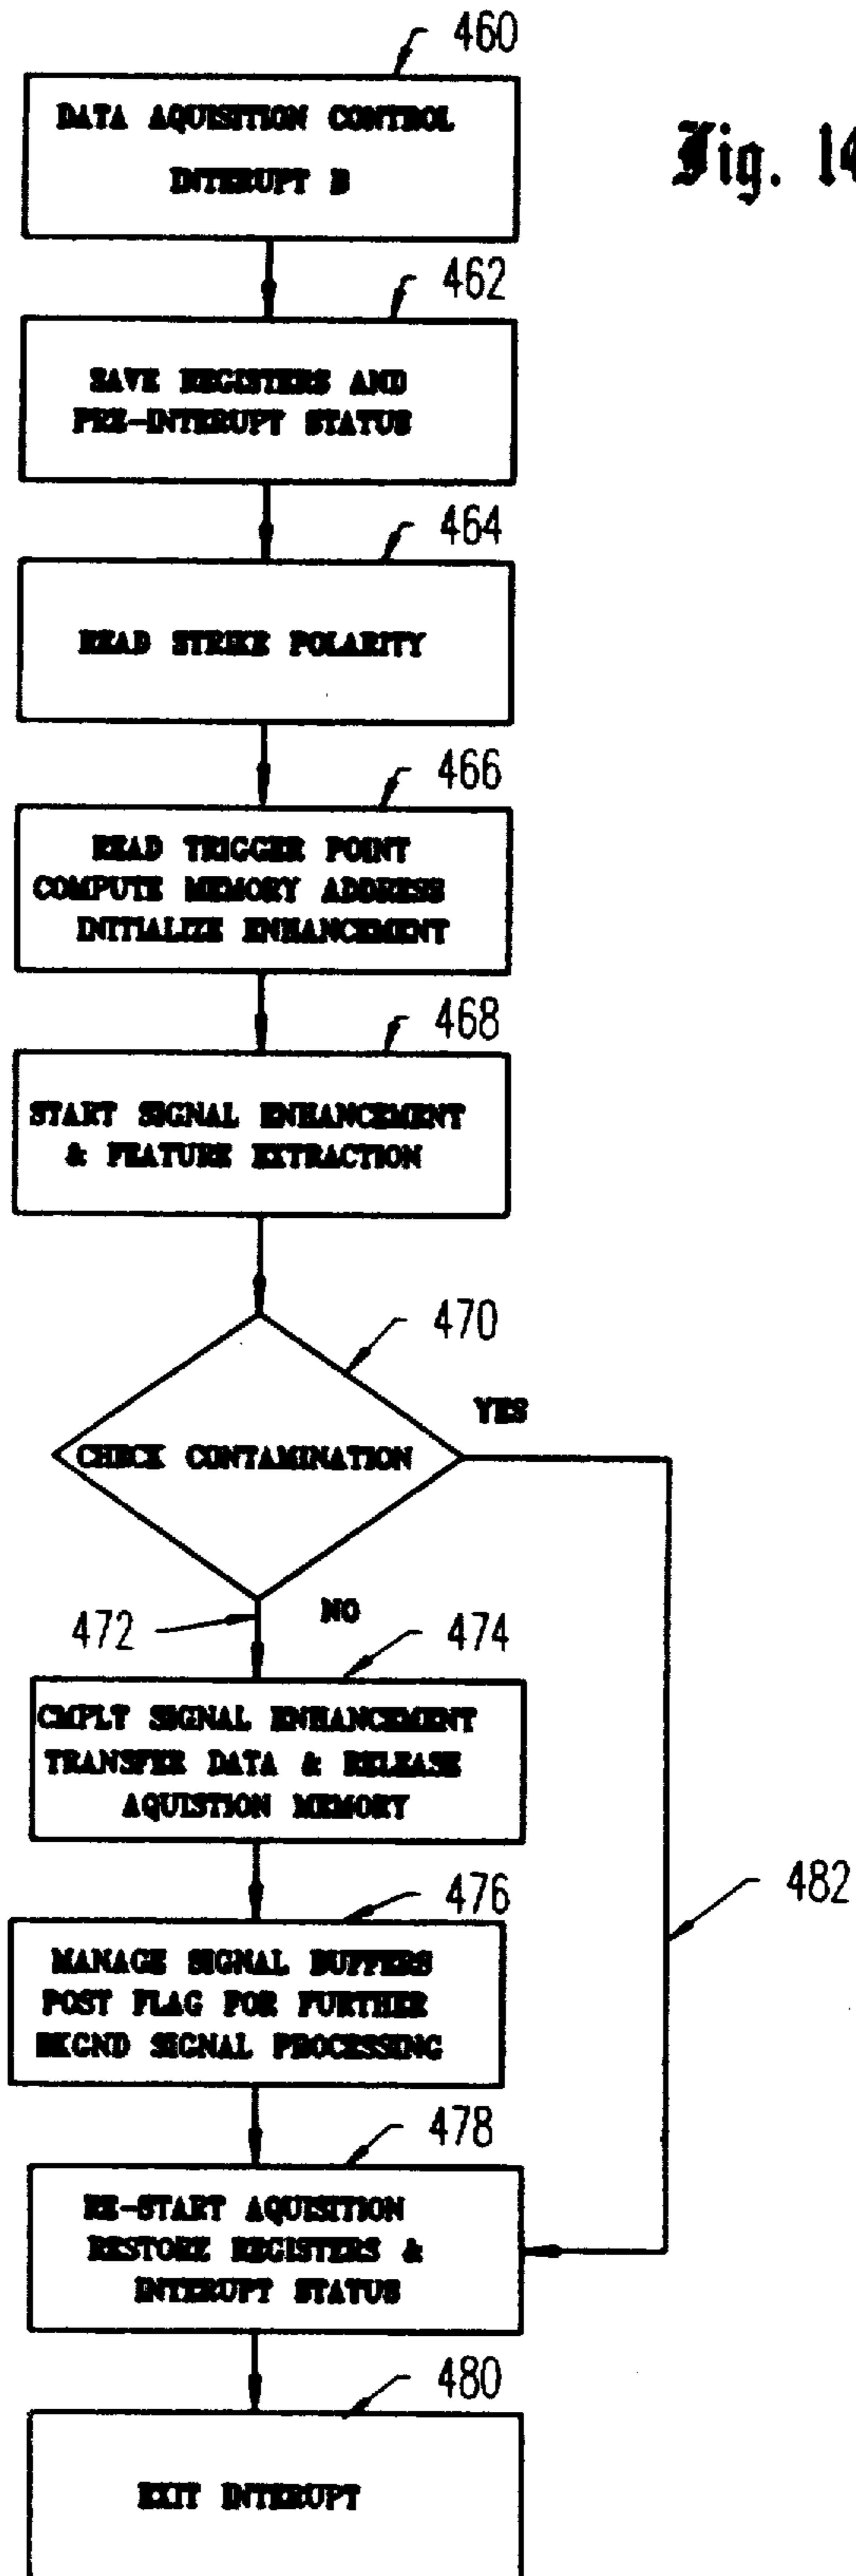 460
DATA AQUISITION CONTROL
INTERUPT B
Fig. 14
462
SAVE REGISTERS AND
PRE-INTERUPT STATUS
464
READ STRIKE POLARITY
466
READ TRIGGER POINT
COMPUTE MEMORY ADDRESS
INITIALIZE ENHANCEMENT
468
START SIGNAL ENHANCEMENT
& FEATURE EXTRACTION
470
YES
CHECK CONTAMINATION
472
NO
474
CMPLT SIGNAL ENHANCEMENT
TRANSFER DATA & RELEASE
AQUISTION MEMORY
482
476
MANAGE SIGNAL BUFFERS
POST FLAG FOR FURTHER
BKGND SIGNAL PROCESSING
478
RE-START AQUISITION
RESTORE REGISTERS &
INTERUPT STATUS
480
EXIT INTERUPT